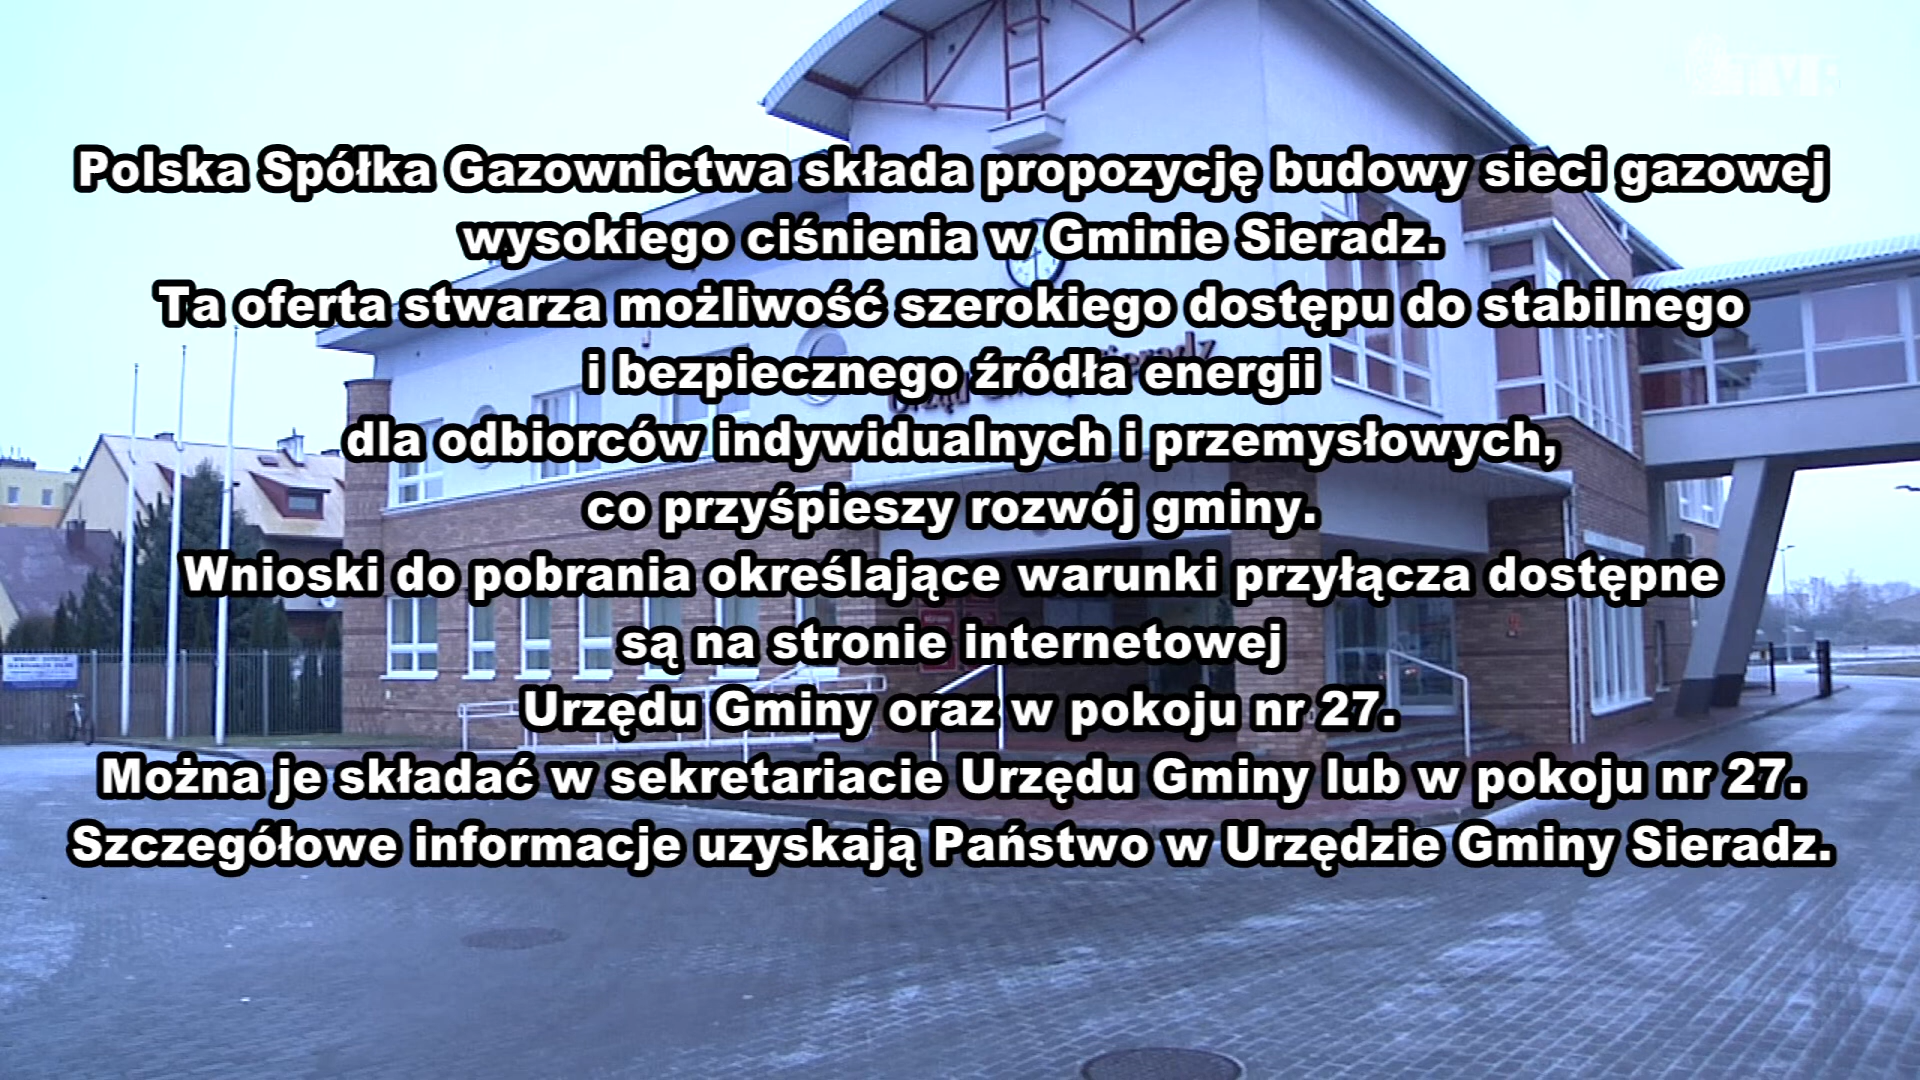 Polska Spółka Gazownictwa składa propozycję budowy sieci gazowej
wysokiego ciśnienia w Gminie Sieradz.
Ta oferta stwarza możliwość szerokiego dostępu do stabilnego
i bezpiecznego źródła energii
dla odbiorców indywidualnych i przemysłowych,
co przyśpieszy rozwój gminy.
Wnioski do pobrania określające warunki przyłącza dostępne
są na stronie internetowej
Urzędu Gminy oraz w pokoju nr 27.
Można je składać w sekretariacie Urzędu Gminy lub w pokoju nr 27.
Szczegółowe informacje uzyskają Państwo w Urzędzie Gminy Sieradz.